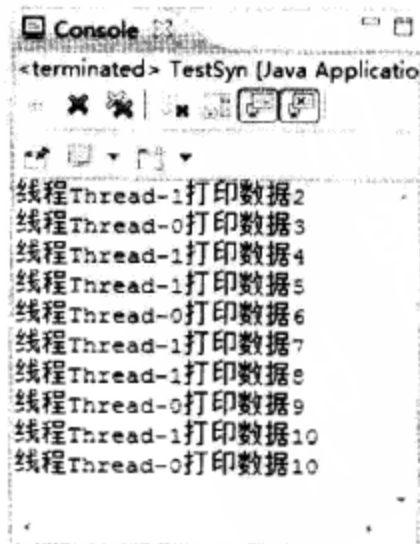 Console
<terminated> TestSyn [Java Applicatio
线程Thread-1打印数据2
线程Thread-0打印数据3
线程Thread-1打印数据4
线程Thread-1打印数据5
线程Thread-0打印数据6
线程Thread-1打印数据7
线程Thread-1打印数据8
线程Thread-0打印数据9
线程Thread-1打印数据10
线程Thread-0打印数据10